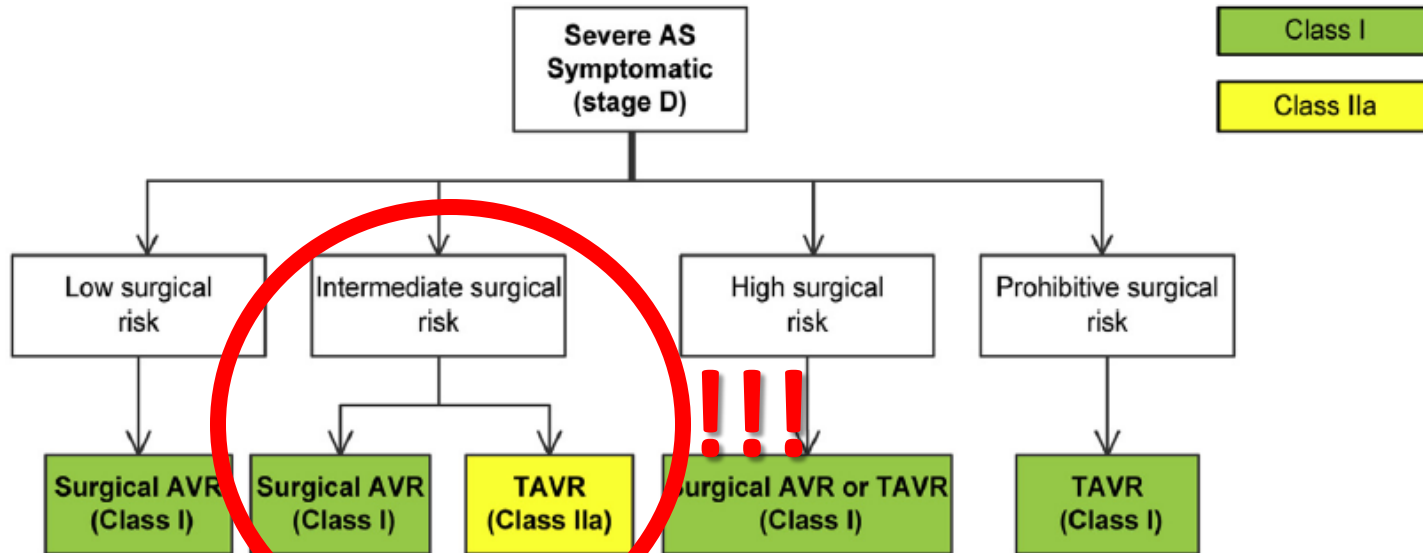 Severe AS
Symptomatic
(stage D)
Class I
Class IIa
Low surgical
risk
Intermediate surgical
risk
High surgical
risk
Prohibitive surgical
risk
!!!
Surgical AVR
(Class I)
Surgical AVR
(Class I)
TAVR
(Class IIa)
Surgical AVR or TAVR
(Class I)
TAVR
(Class I)